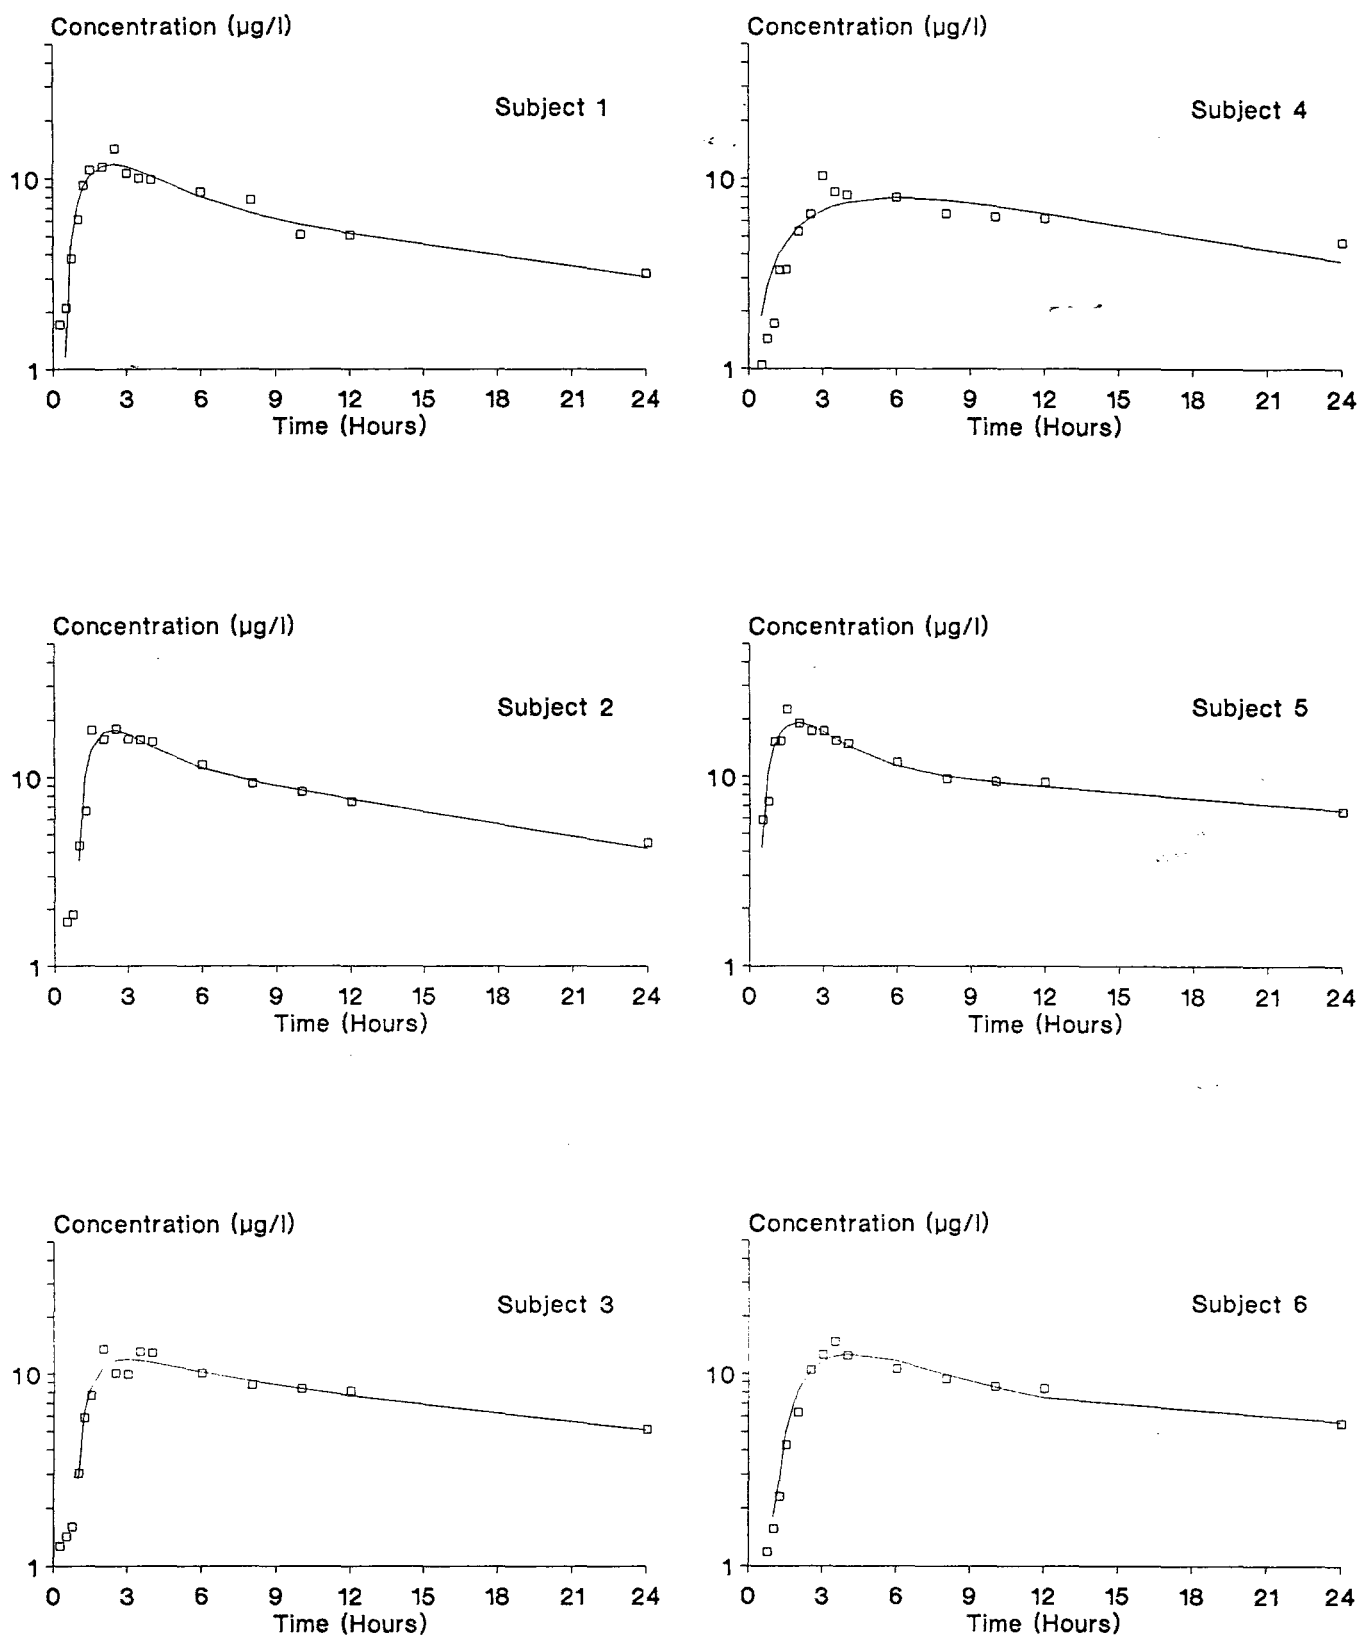 Concentration (µg/l)
Subject 1
10
1
0 3 6 9 12 15 18 21 24
Time (Hours)
Concentration (µg/l)
Subject 4
10
1
0 3 6 9 12 15 18 21 24
Time (Hours)
Concentration (µg/l)
Subject 2
10
1
0 3 6 9 12 15 18 21 24
Time (Hours)
Concentration (µg/l)
Subject 5
10
1
0 3 6 9 12 15 18 21 24
Time (Hours)
Concentration (µg/l)
Subject 3
10
1
0 3 6 9 12 15 18 21 24
Time (Hours)
Concentration (µg/l)
Subject 6
10
1
0 3 6 9 12 15 18 21 24
Time (Hours)